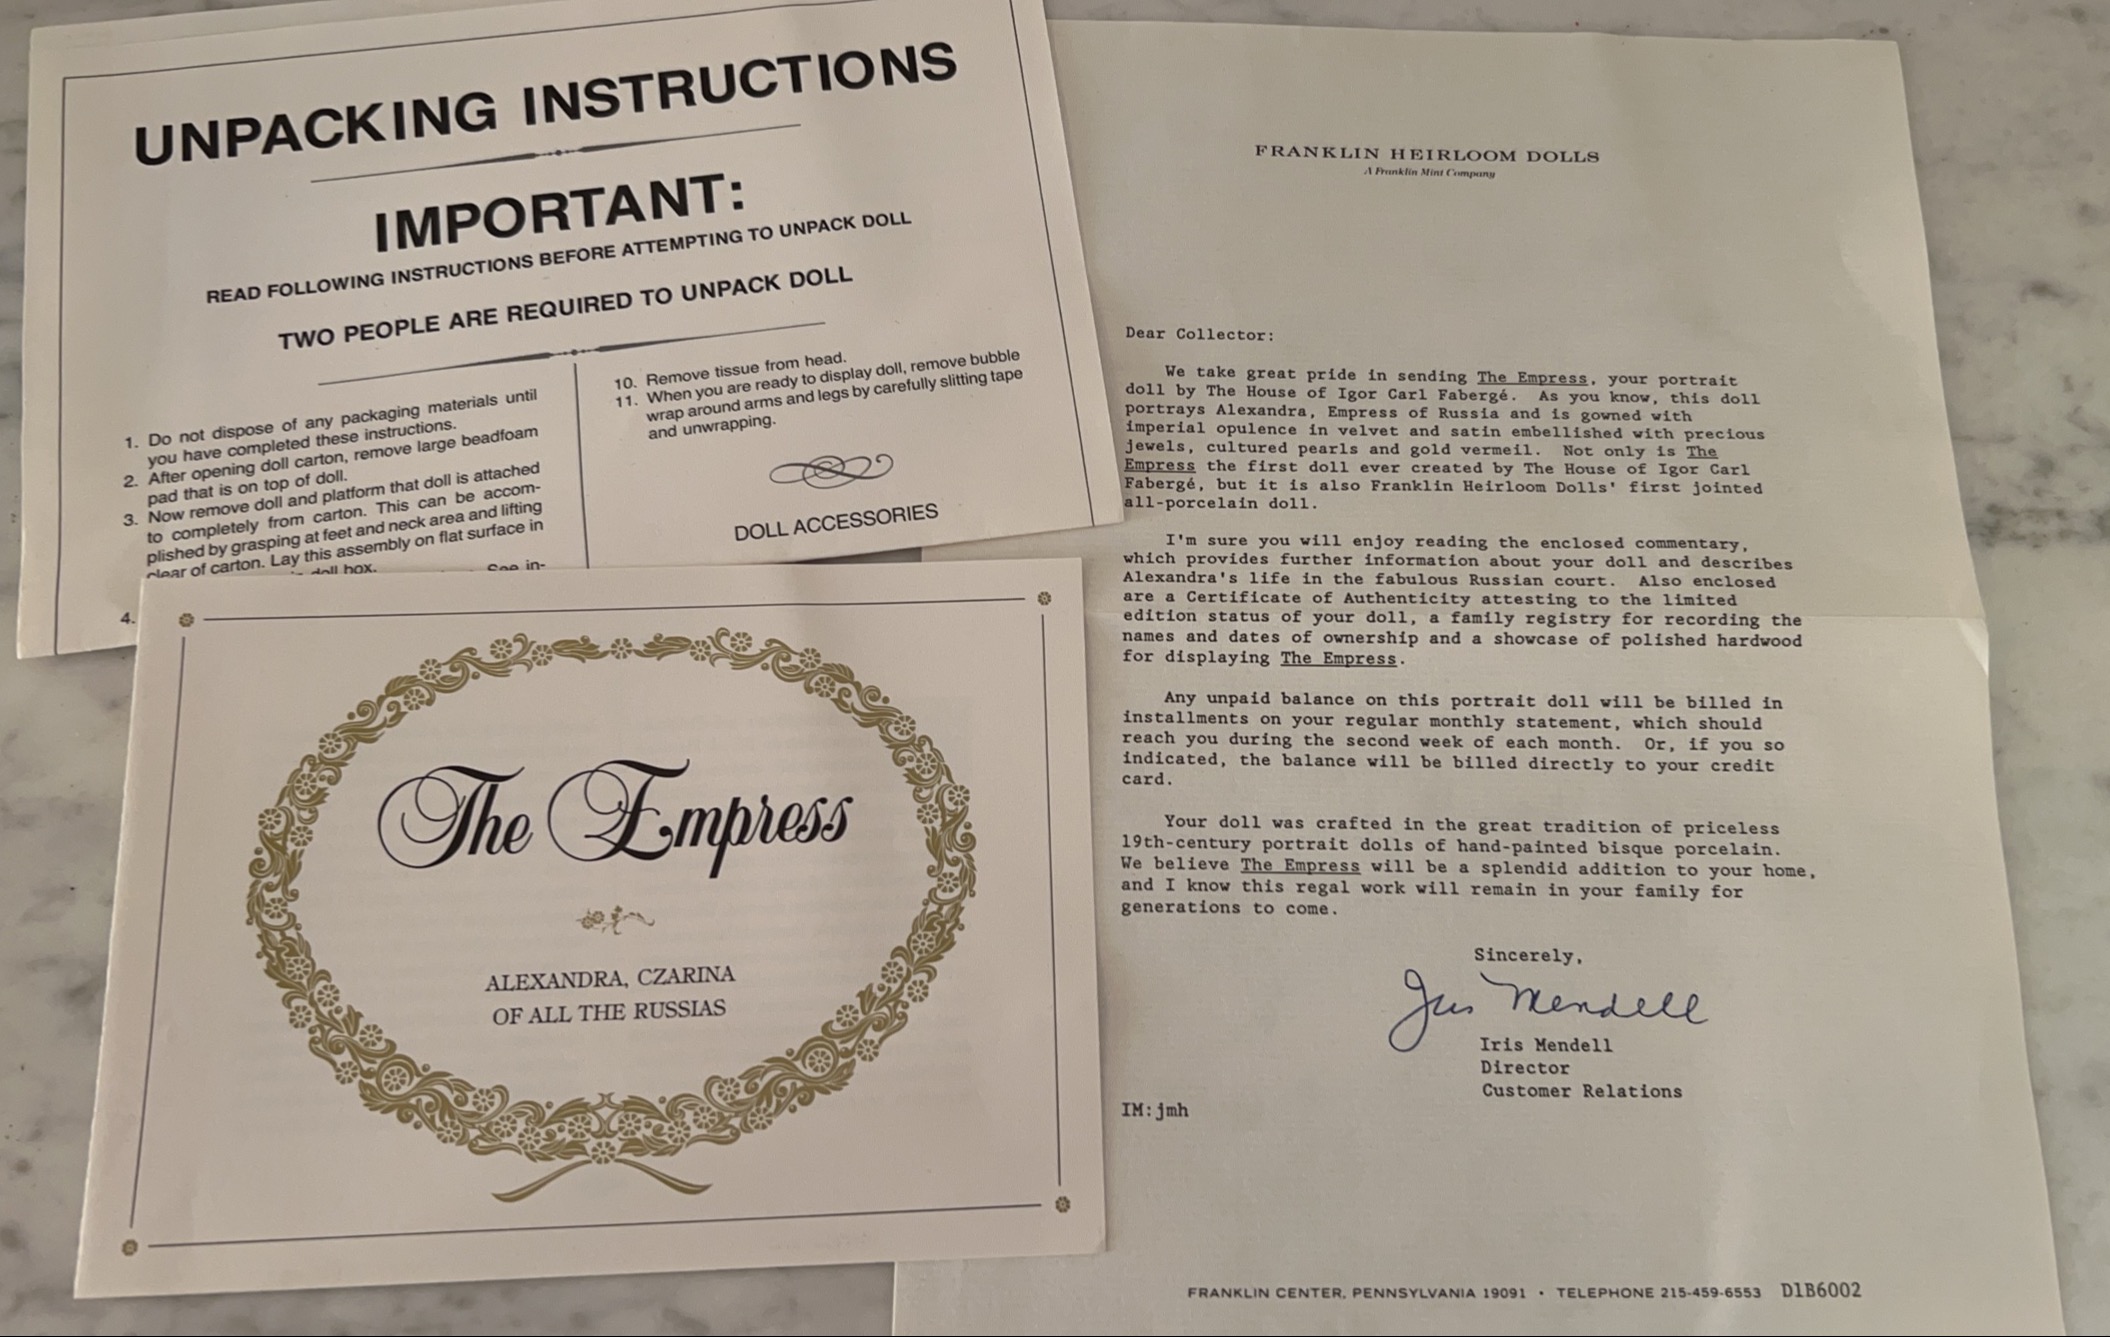 UNPACKING INSTRUCTIONS
IMPORTANT:
READ FOLLOWING INSTRUCTIONS BEFORE ATTEMPTING TO UNPACK DOLL
TWO PEOPLE ARE REQUIRED TO UNPACK DOLL
1. Do not dispose of any packaging materials until
you have completed these instructions.
2. After opening doll carton, remove large beadfoam
pad that is on top of doll.
3. Now remove doll and platform that doll is attached
to completely from carton. This can be accom-
plished by grasping at feet and neck area and lifting
clear of carton. Lay this assembly on flat surface in
doll box. See in-
4.
10. Remove tissue from head.
11. When you are ready to display doll, remove bubble
wrap around arms and legs by carefully slitting tape
and unwrapping.
DOLL ACCESSORIES
The Empress
ALEXANDRA, CZARINA
OF ALL THE RUSSIAS
FRANKLIN HEIRLOOM DOLLS
A Franklin Mint Company
Dear Collector:
We take great pride in sending The Empress, your portrait
doll by The House of Igor Carl Fabergé. As you know, this doll
portrays Alexandra, Empress of Russia and is gowned with
imperial opulence in velvet and satin embellished with precious
jewels, cultured pearls and gold vermeil. Not only is The
Empress the first doll ever created by The House of Igor Carl
Fabergé, but it is also Franklin Heirloom Dolls' first jointed
all-porcelain doll.
I'm sure you will enjoy reading the enclosed commentary,
which provides further information about your doll and describes
Alexandra's life in the fabulous Russian court. Also enclosed
are a Certificate of Authenticity attesting to the limited
edition status of your doll, a family registry for recording the
names and dates of ownership and a showcase of polished hardwood
for displaying The Empress.
Any unpaid balance on this portrait doll will be billed in
installments on your regular monthly statement, which should
reach you during the second week of each month. Or, if you so
indicated, the balance will be billed directly to your credit
card.
Your doll was crafted in the great tradition of priceless
19th-century portrait dolls of hand-painted bisque porcelain.
We believe The Empress will be a splendid addition to your home,
and I know this regal work will remain in your family for
generations to come.
Sincerely,
Iris Mendell
Iris Mendell
Director
Customer Relations
IM:jmh
FRANKLIN CENTER, PENNSYLVANIA 19091 • TELEPHONE 215-459-6553 D1B6002